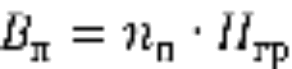 Bп = nп · Hгр